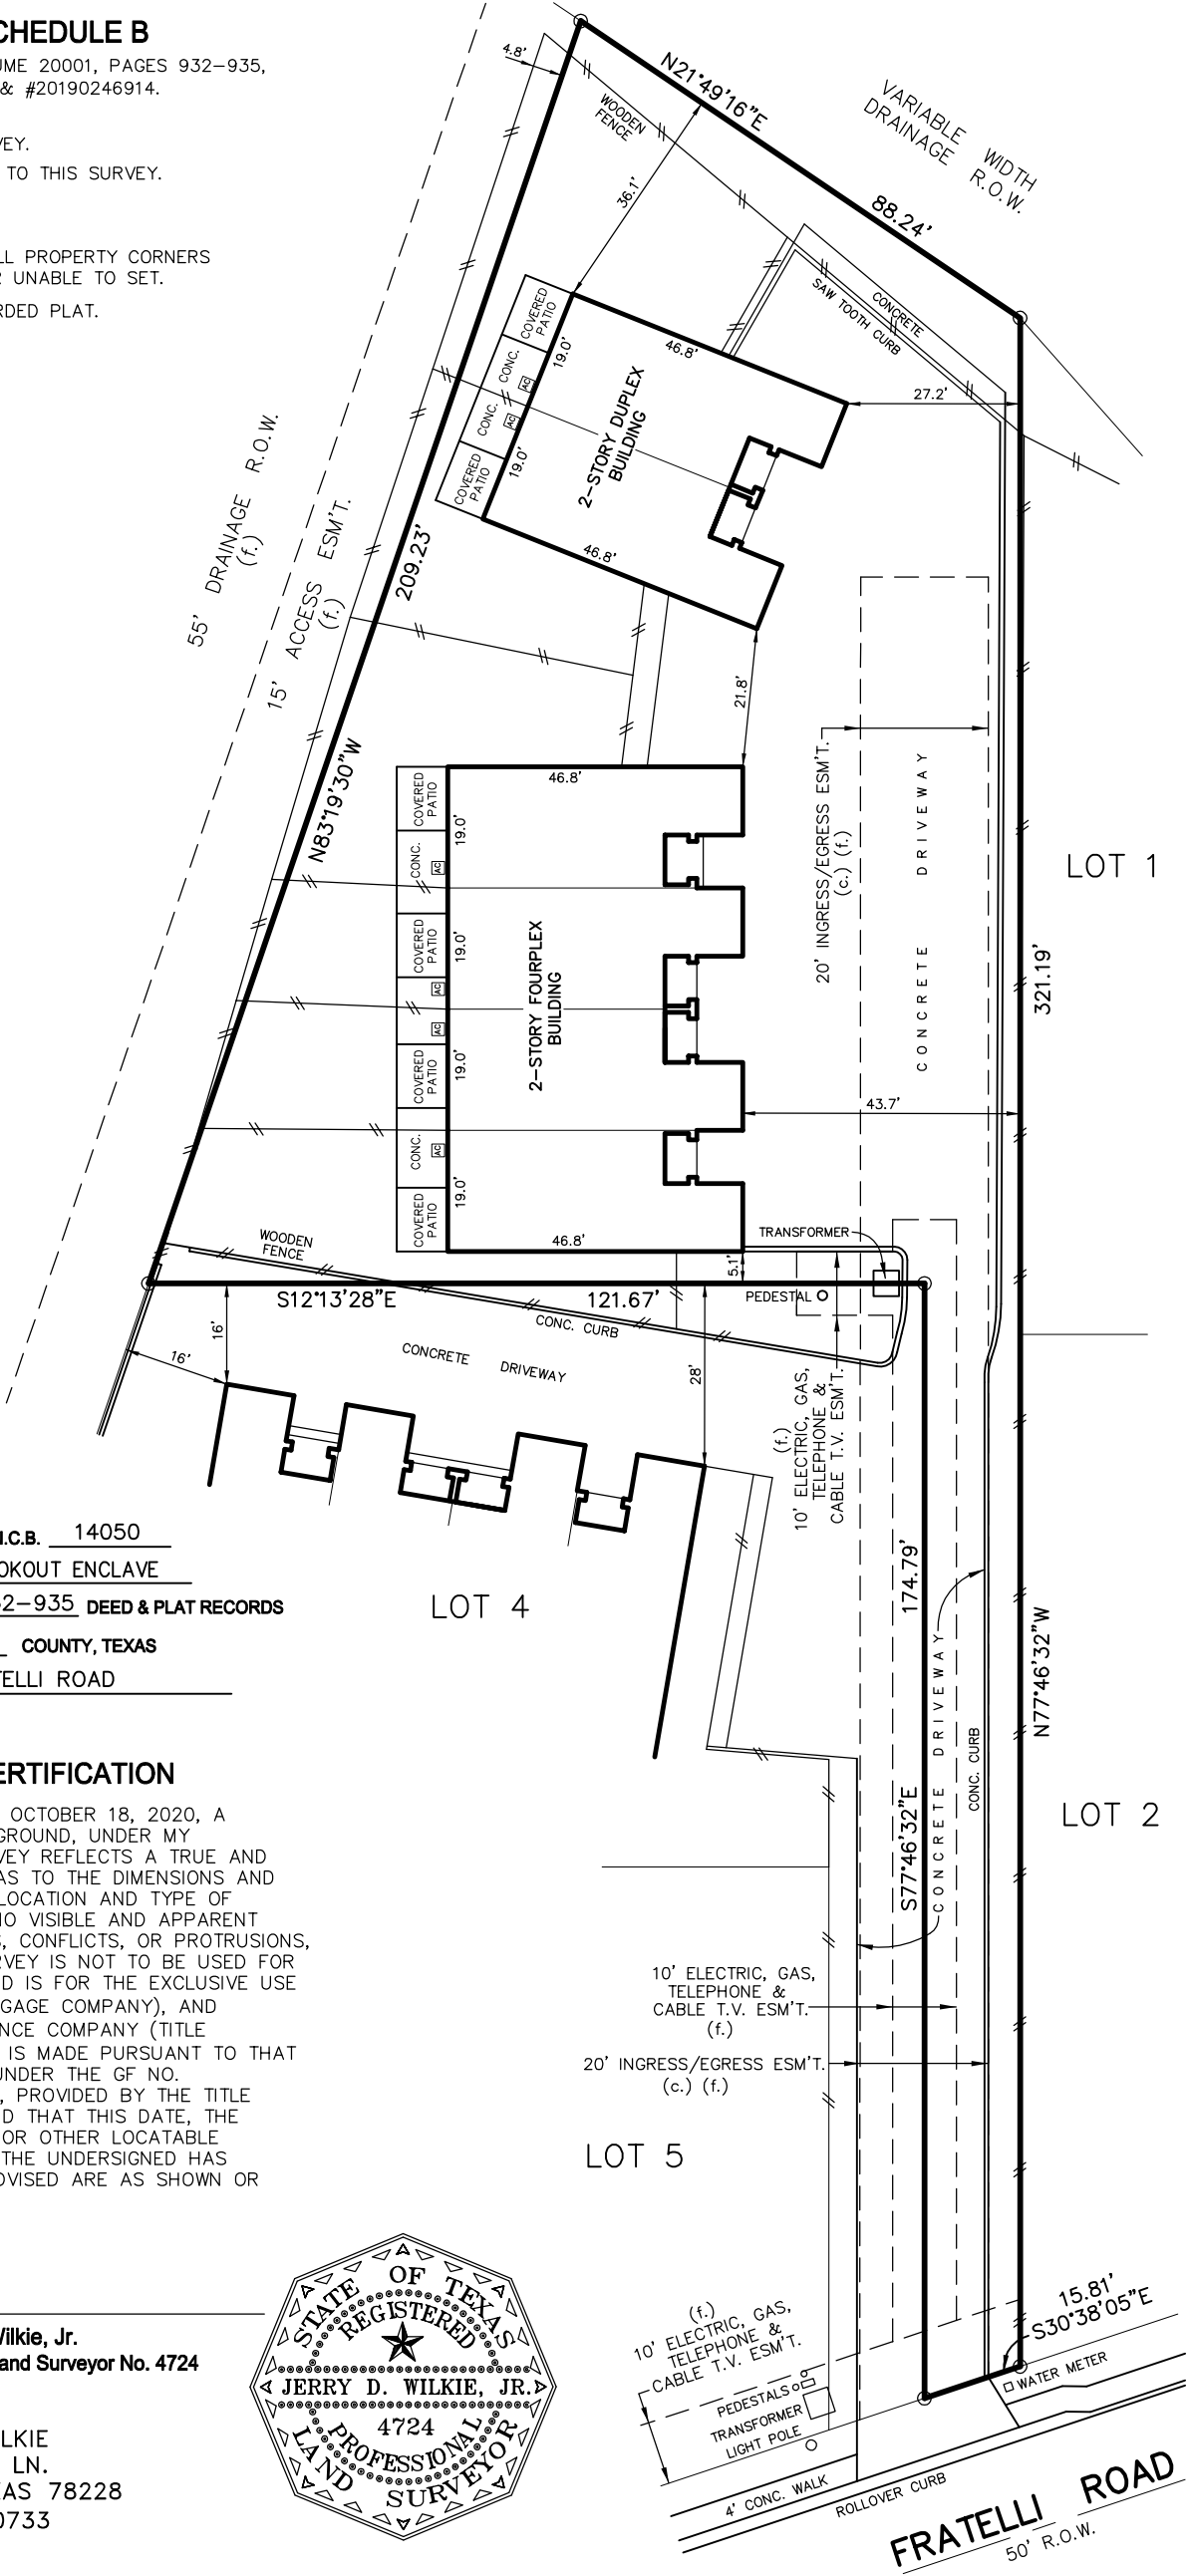 CHEDULE B
UME 20001, PAGES 932-935,
& #20190246914.
VEY.
TO THIS SURVEY.
LL PROPERTY CORNERS
R UNABLE TO SET.
RDED PLAT.
4.8'
WOODEN
FENCE
N21°49'16"E
88.24'
VARIABLE WIDTH
DRAINAGE R.O.W.
36.1'
CONCRETE
SAW TOOTH CURB
COVERED
PATIO
CONC.
AC
19.0'
46.8'
27.2'
CONC.
AC
COVERED
PATIO
19.0'
2-STORY DUPLEX
BUILDING
46.8'
55' DRAINAGE R.O.W.
(f.)
15' ACCESS ESM'T.
(f.)
209.23'
N83°19'30"W
21.8'
20' INGRESS/EGRESS ESM'T.
(c.) (f.)
CONCRETE DRIVEWAY
LOT 1
321.19'
46.8'
COVERED
PATIO
19.0'
CONC.
AC
COVERED
PATIO
19.0'
AC
AC
2-STORY FOURPLEX
BUILDING
COVERED
PATIO
19.0'
CONC.
AC
COVERED
PATIO
19.0'
46.8'
43.7'
TRANSFORMER
5.1'
PEDESTAL
WOODEN
FENCE
S12°13'28"E
121.67'
CONC. CURB
16'
16'
CONCRETE DRIVEWAY
28'
(f.)
10' ELECTRIC, GAS,
TELEPHONE &
CABLE T.V. ESM'T.
LOT 4
174.79'
S77°46'32"E
CONCRETE DRIVEWAY
CONC. CURB
N77°46'32"W
LOT 2
I.C.B. 14050
OKOUT ENCLAVE
2-935 DEED & PLAT RECORDS
COUNTY, TEXAS
TELLI ROAD
ERTIFICATION
OCTOBER 18, 2020, A
GROUND, UNDER MY
VEY REFLECTS A TRUE AND
AS TO THE DIMENSIONS AND
LOCATION AND TYPE OF
NO VISIBLE AND APPARENT
S, CONFLICTS, OR PROTRUSIONS,
RVEY IS NOT TO BE USED FOR
D IS FOR THE EXCLUSIVE USE
GAGE COMPANY), AND
NCE COMPANY (TITLE
IS MADE PURSUANT TO THAT
UNDER THE GF NO.
, PROVIDED BY THE TITLE
D THAT THIS DATE, THE
OR OTHER LOCATABLE
THE UNDERSIGNED HAS
OVISED ARE AS SHOWN OR
10' ELECTRIC, GAS,
TELEPHONE &
CABLE T.V. ESM'T.
(f.)
20' INGRESS/EGRESS ESM'T.
(c.) (f.)
LOT 5
Vilkie, Jr.
and Surveyor No. 4724
LKIE
LN.
AS 78228
0733
STATE OF TEXAS
REGISTERED
JERRY D. WILKIE, JR.
4724
PROFESSIONAL
LAND SURVEYOR
(f.)
10' ELECTRIC, GAS,
TELEPHONE &
CABLE T.V. ESM'T.
PEDESTALS
TRANSFORMER
LIGHT POLE
15.81'
S30°38'05"E
WATER METER
4' CONC. WALK
ROLLOVER CURB
FRATELLI ROAD
50' R.O.W.